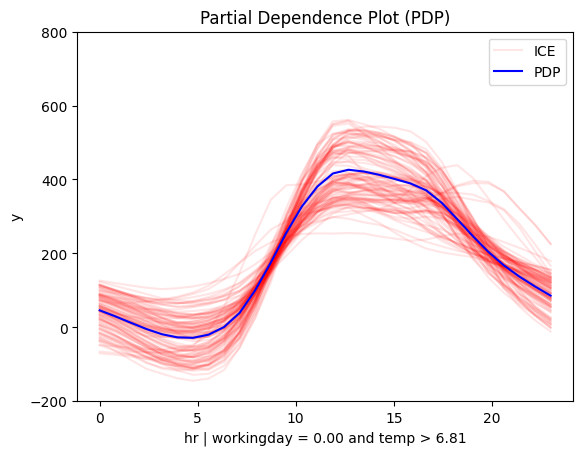 Partial Dependence Plot (PDP)
800
600
400
200
0
−200
y
ICE
PDP
0 5 10 15 20
hr | workingday = 0.00 and temp > 6.81